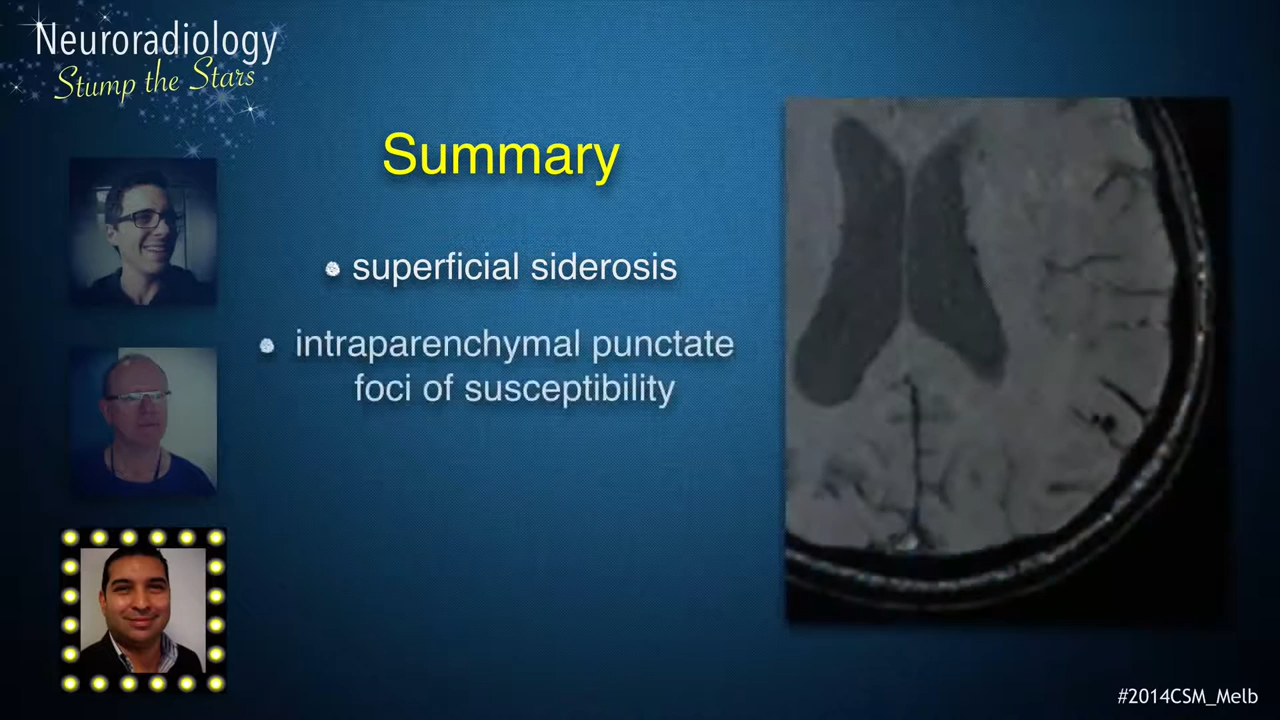 Neuroradiology
Stump the Stars
Summary
superficial siderosis
intraparenchymal punctate
foci of susceptibility
#2014CSM_Melb